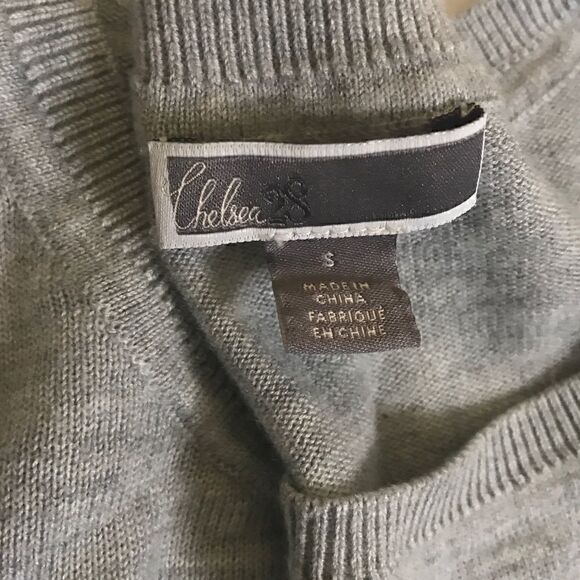 Chelsea28
S
MADE IN
CHINA
FABRIQUÉ
EN CHINE